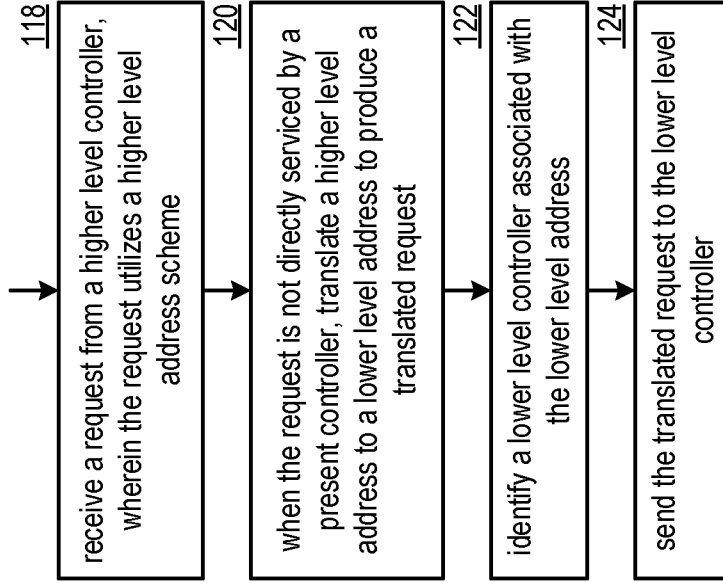 118
receive a request from a higher level controller,
wherein the request utilizes a higher level
address scheme
120
when the request is not directly serviced by a
present controller, translate a higher level
address to a lower level address to produce a
translated request
122
identify a lower level controller associated with
the lower level address
124
send the translated request to the lower level
controller